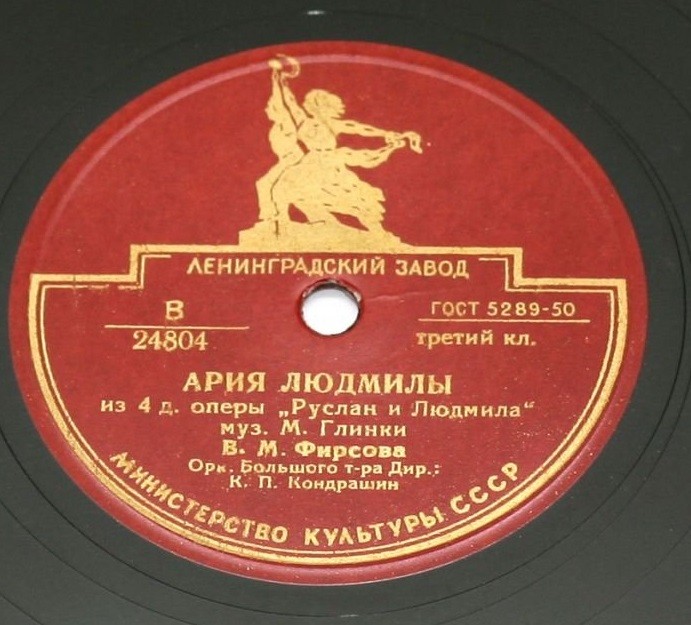 ЛЕНИНГРАДСКИЙ ЗАВОД
В
24804
ГОСТ 5289-50
третий кл.
АРИЯ ЛЮДМИЛЫ
из 4 д. оперы „Руслан и Людмила“
муз. М. Глинки
В. М. Фирсова
Орк. Большого т-ра Дир.:
К. П. Кондрашин
МИНИСТЕРСТВО КУЛЬТУРЫ СССР